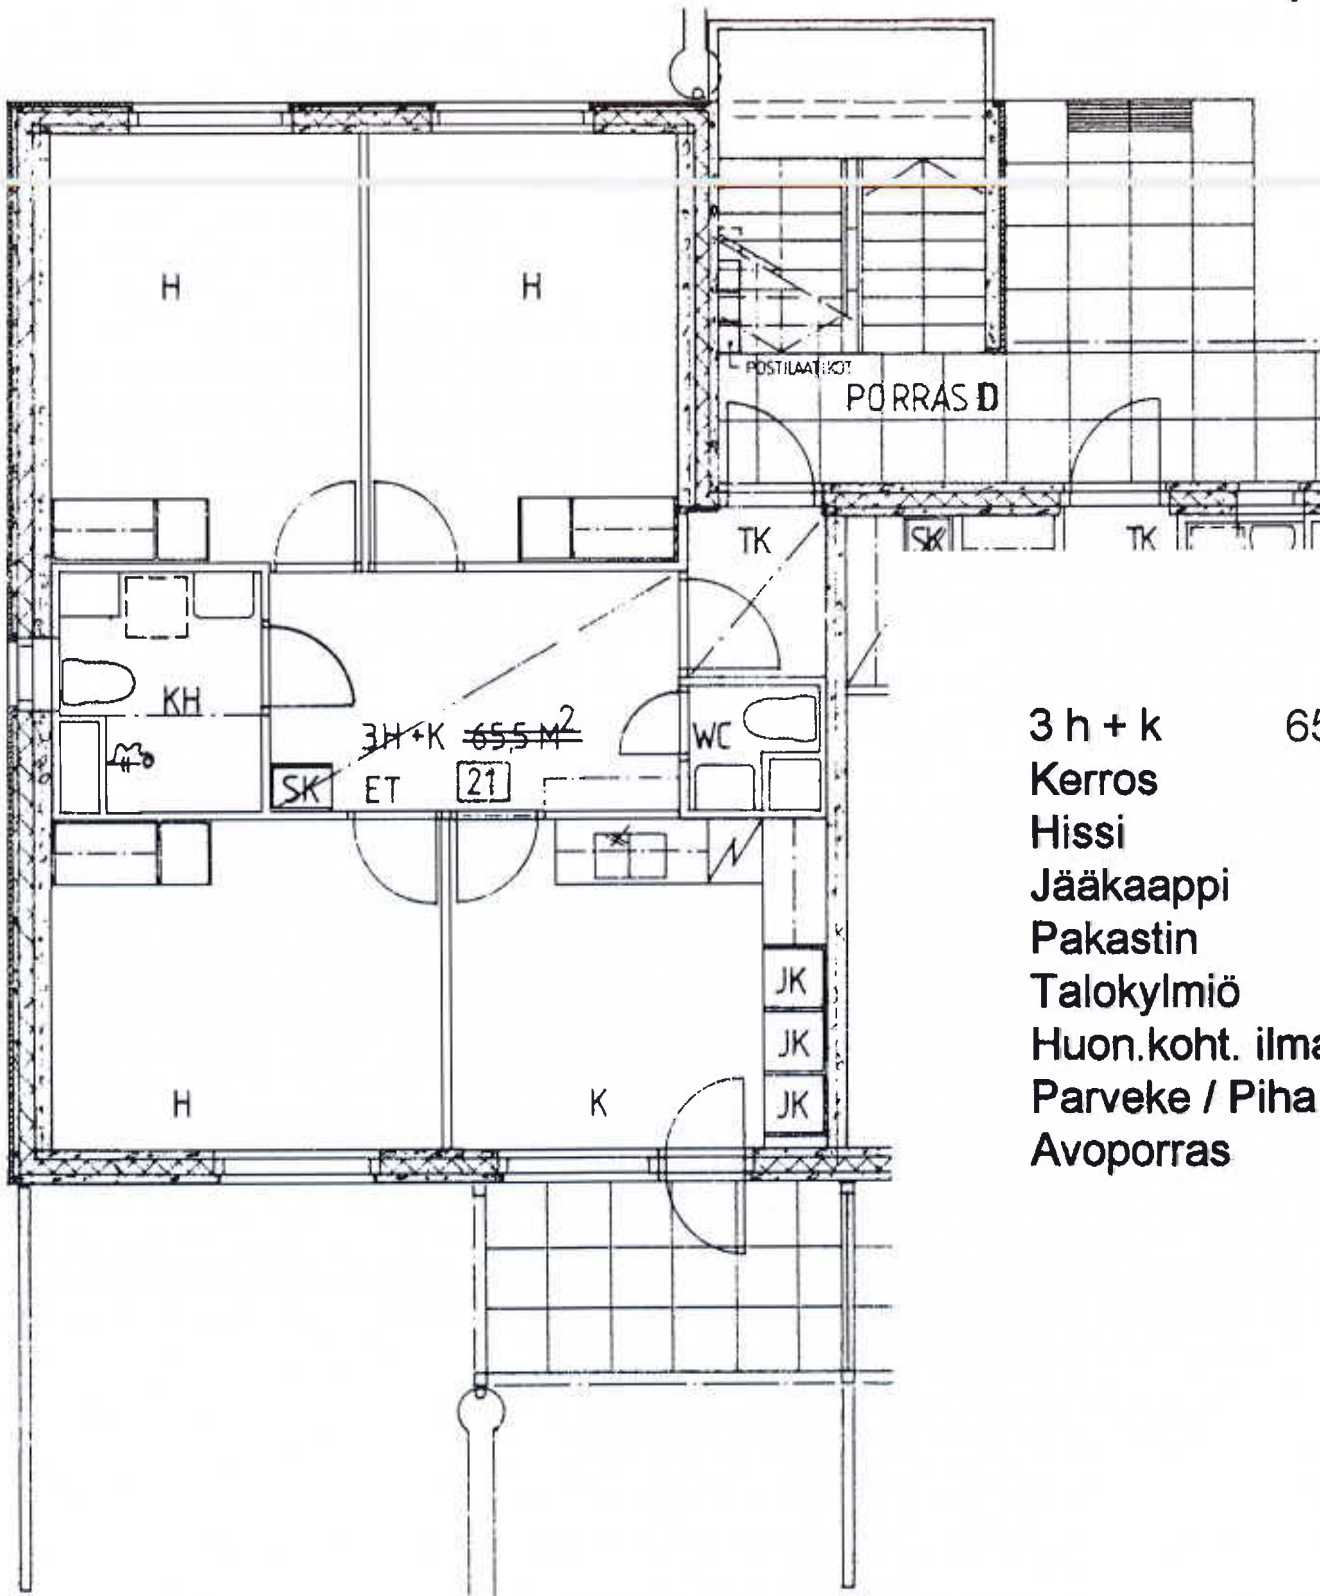 H
H
POSTILAATIKOT
PORRAS D
TK
SK
TK
KH
3H+K 65,5 M2
WC
SK
ET
21
JK
JK
JK
H
K
3 h + k 65
Kerros
Hissi
Jääkaappi
Pakastin
Talokylmiö
Huon.koht. ilma
Parveke / Piha
Avoporras